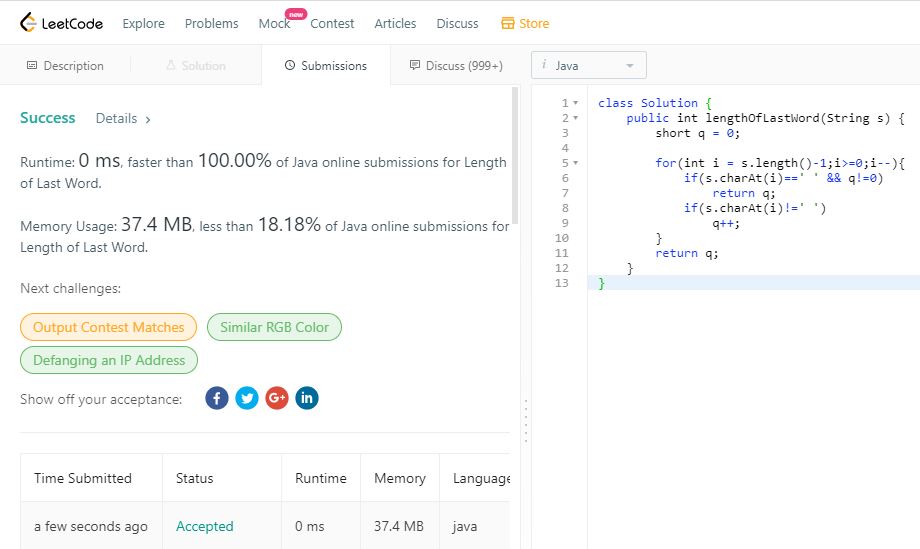 LeetCode Explore Problems Mock new Contest Articles Discuss Store
Description Solution Submissions Discuss (999+) i Java
Success Details >
Runtime: 0 ms, faster than 100.00% of Java online submissions for Length
of Last Word.
Memory Usage: 37.4 MB, less than 18.18% of Java online submissions for
Length of Last Word.
Next challenges:
Output Contest Matches Similar RGB Color
Defanging an IP Address
Show off your acceptance: f G+ in
Time Submitted Status Runtime Memory Language
a few seconds ago Accepted 0 ms 37.4 MB java
1 class Solution {
2 public int lengthOfLastWord(String s) {
3 short q = 0;
4
5 for(int i = s.length()-1;i>=0;i--){
6 if(s.charAt(i)==' ' && q!=0)
7 return q;
8 if(s.charAt(i)!=' ')
9 q++;
10 }
11 return q;
12 }
13 }